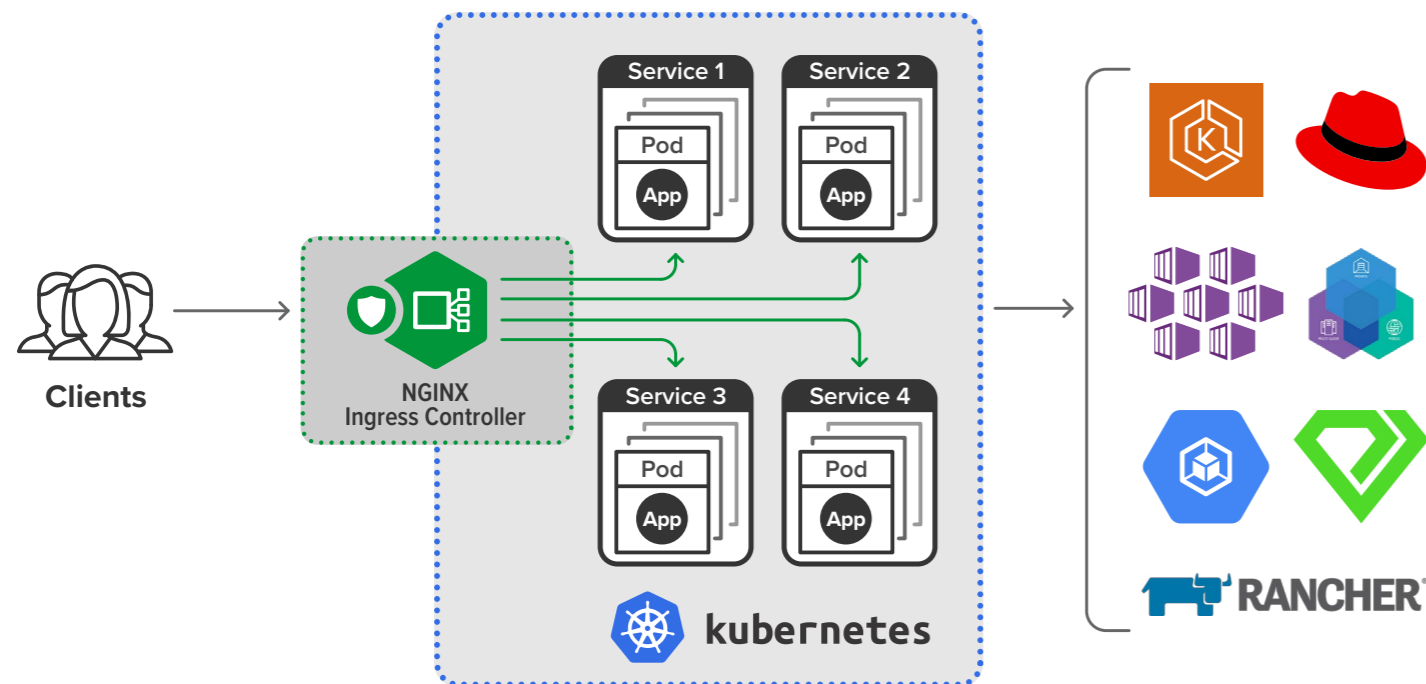 Clients
NGINX
Ingress Controller
Service 1
Pod
App
Service 2
Pod
App
Service 3
Pod
App
Service 4
Pod
App
kubernetes
K
RANCHER®